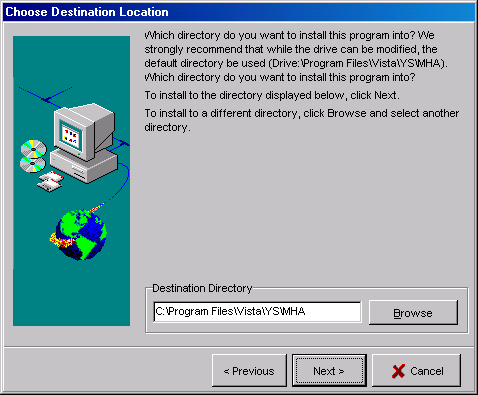 Choose Destination Location
Which directory do you want to install this program into? We
strongly recommend that while the drive can be modified, the
default directory be used (Drive:\Program Files\Vista\YS\MHA).
Which directory do you want to install this program into?
To install to the directory displayed below, click Next.
To install to a different directory, click Browse and select another
directory.
Destination Directory
C:\Program Files\Vista\YS\MHA
Browse
< Previous
Next >
Cancel